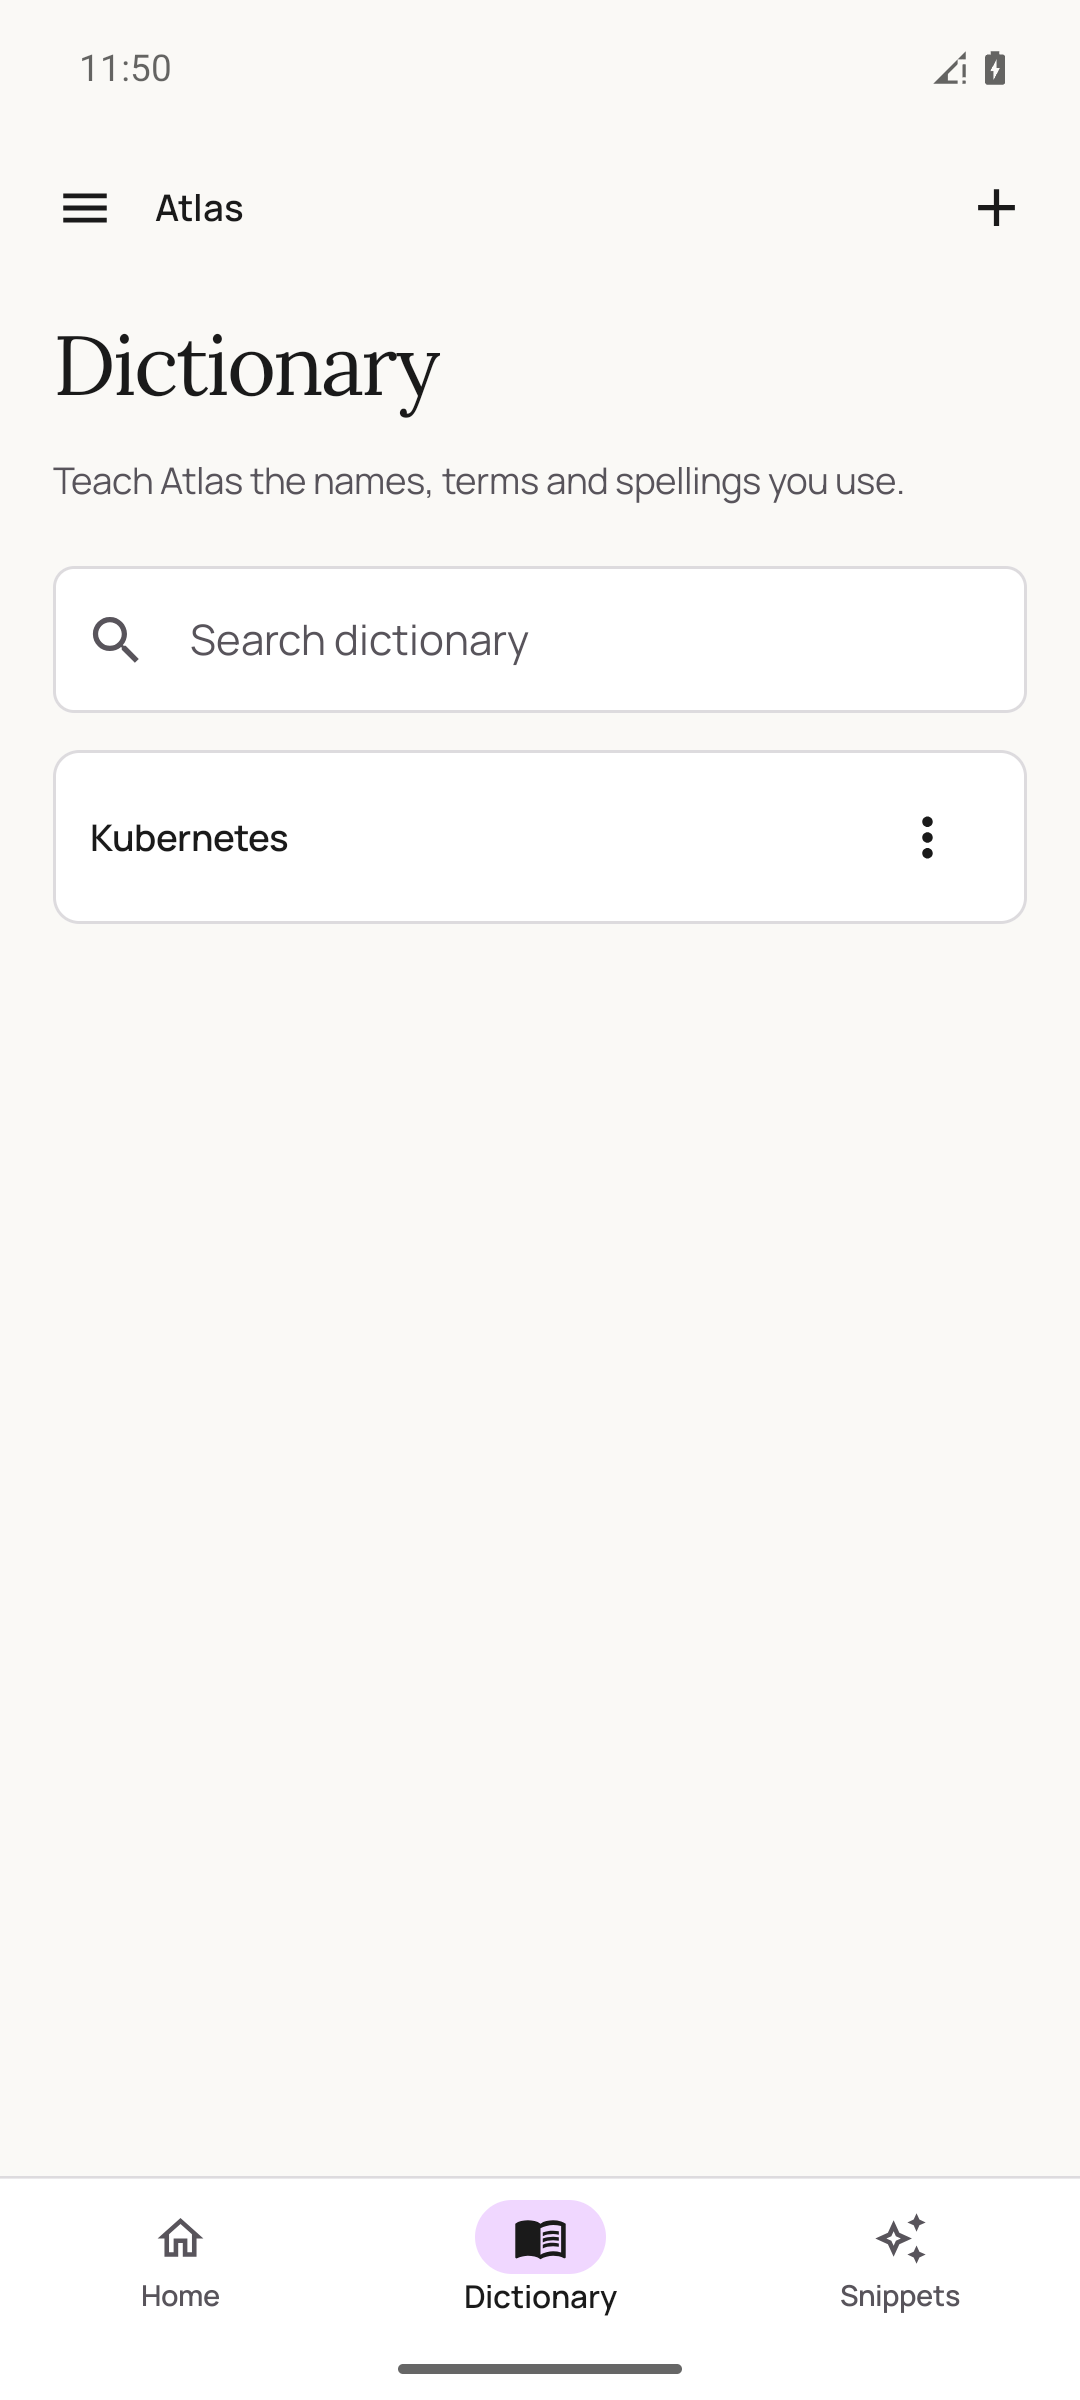 11:50
Atlas
Dictionary
Teach Atlas the names, terms and spellings you use.
Search dictionary
Kubernetes
Home
Dictionary
Snippets